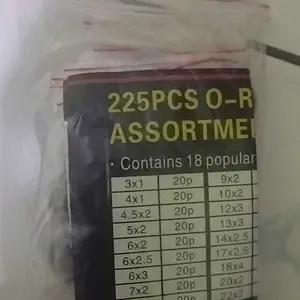 225PCS O-R
ASSORTME
· Contains 18 popular
3x1 20p 9x2
4x1 20p 10x2
4.5x2 20p 12x3
5x2 20p 13x3
6x2 20p 14x2.5
6x2.5 20p 17x2.5
6x3 20p 18x4
7x2 20p 20x2
22x2